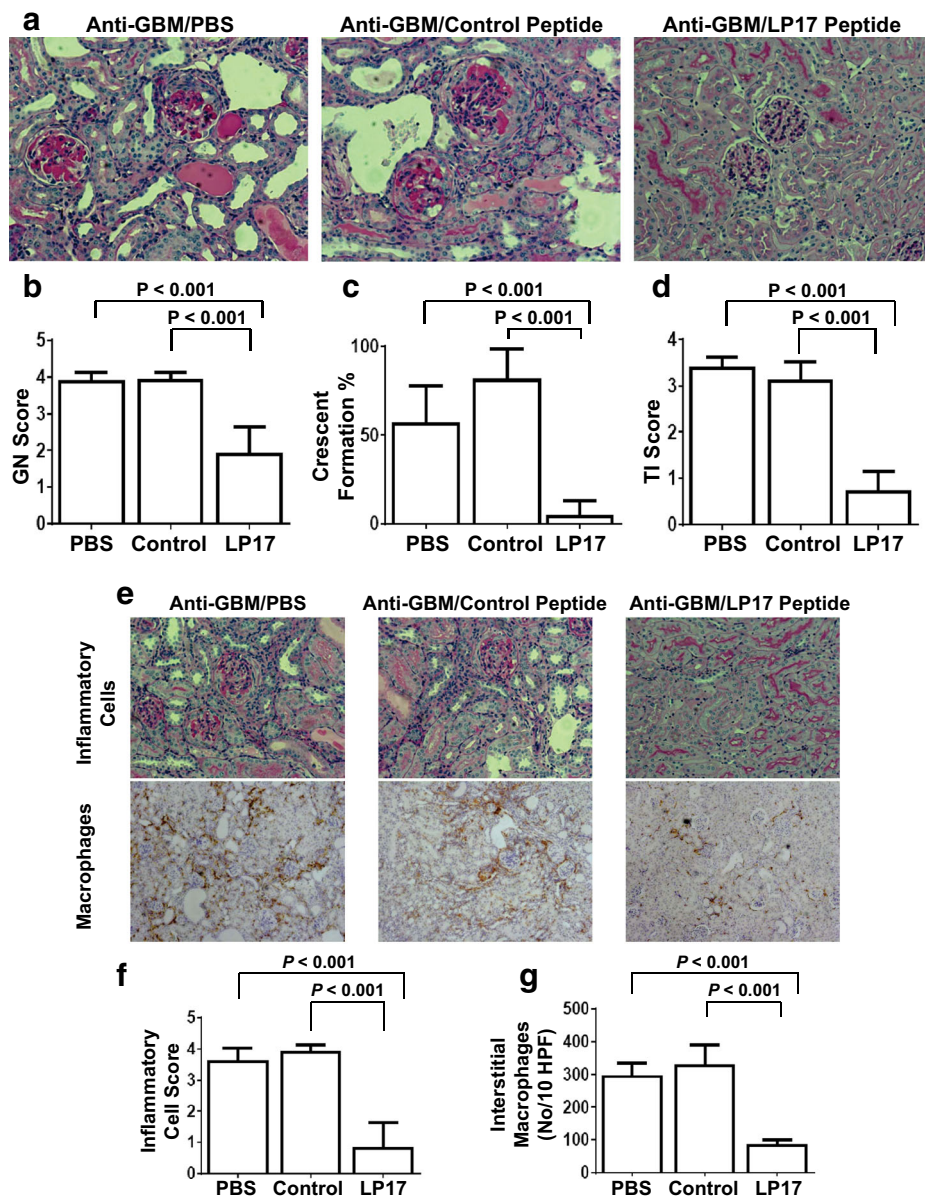 a
Anti-GBM/PBS
Anti-GBM/Control Peptide
Anti-GBM/LP17 Peptide
b
P < 0.001
P < 0.001
GN Score
5
4
3
2
1
0
PBS
Control
LP17
c
P < 0.001
P < 0.001
Crescent
Formation %
100
50
0
PBS
Control
LP17
d
P < 0.001
P < 0.001
TI Score
4
3
2
1
0
PBS
Control
LP17
e
Anti-GBM/PBS
Anti-GBM/Control Peptide
Anti-GBM/LP17 Peptide
Inflammatory
Cells
Macrophages
f
P < 0.001
P < 0.001
Inflammatory
Cell Score
5
4
3
2
1
0
PBS
Control
LP17
g
P < 0.001
P < 0.001
Interstitial
Macrophages
(No/10 HPF)
500
400
300
200
100
0
PBS
Control
LP17